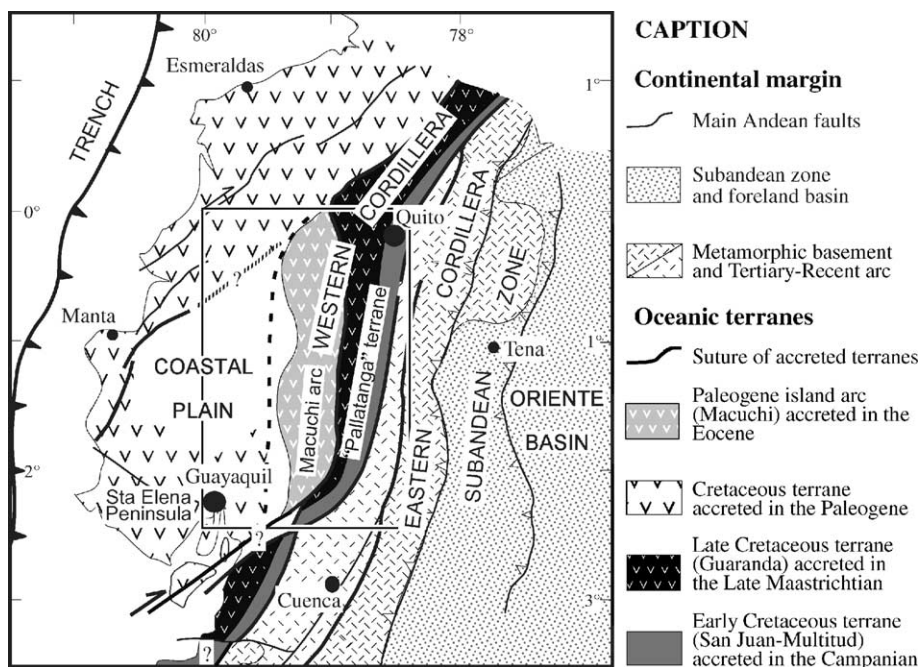 80°
78°
Esmeraldas
1°
TRENCH
CORDILLERA
0°
Quito
CORDILLERA
?
WESTERN
ZONE
Manta
"Pallatanga" terrane
Tena
1°
COASTAL
PLAIN
Macuchi arc
ORIENTE
BASIN
SUBANDEAN
EASTERN
2°
Guayaquil
Sta Elena
Peninsula
?
Cuenca
3°
?
CAPTION
Continental margin
Main Andean faults
Subandean zone
and foreland basin
Metamorphic basement
and Tertiary-Recent arc
Oceanic terranes
Suture of accreted terranes
Paleogene island arc
(Macuchi) accreted in the
Eocene
Cretaceous terrane
accreted in the Paleogene
Late Cretaceous terrane
(Guaranda) accreted in
the Late Maastrichtian
Early Cretaceous terrane
(San Juan-Multitud)
accreted in the Campanian